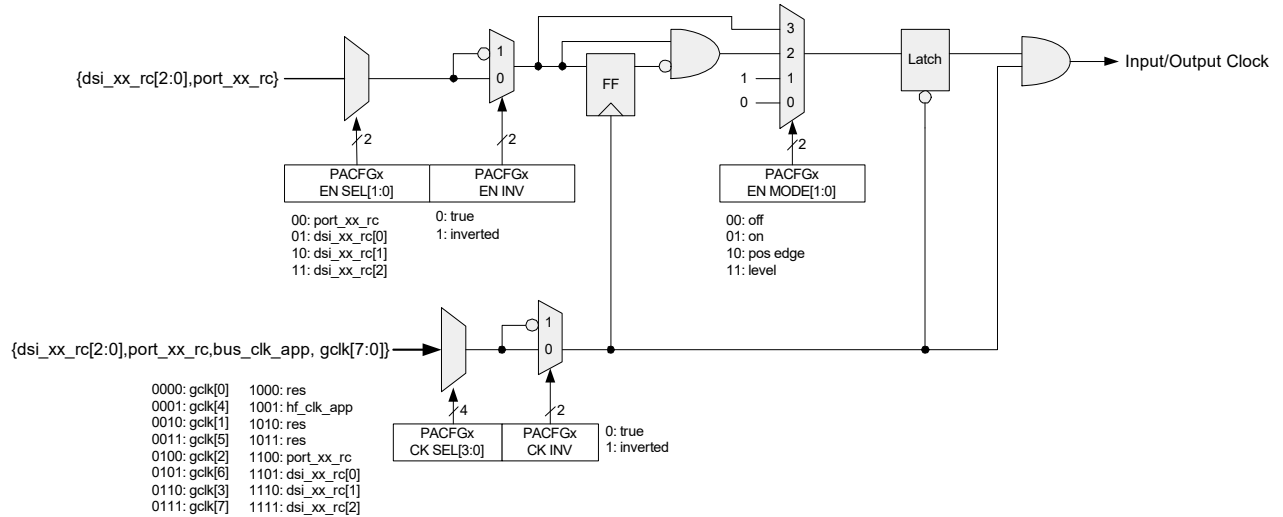 {dsi_xx_rc[2:0],port_xx_rc}
1
0
2
2
PACFGx
EN SEL[1:0]
PACFGx
EN INV
00: port_xx_rc
01: dsi_xx_rc[0]
10: dsi_xx_rc[1]
11: dsi_xx_rc[2]
0: true
1: inverted
FF
3
2
1
0
1
0
2
PACFGx
EN MODE[1:0]
00: off
01: on
10: pos edge
11: level
Latch
Input/Output Clock
{dsi_xx_rc[2:0],port_xx_rc,bus_clk_app, gclk[7:0]}
1
0
4
2
PACFGx
CK SEL[3:0]
PACFGx
CK INV
0: true
1: inverted
0000: gclk[0]
0001: gclk[4]
0010: gclk[1]
0011: gclk[5]
0100: gclk[2]
0101: gclk[6]
0110: gclk[3]
0111: gclk[7]
1000: res
1001: hf_clk_app
1010: res
1011: res
1100: port_xx_rc
1101: dsi_xx_rc[0]
1110: dsi_xx_rc[1]
1111: dsi_xx_rc[2]